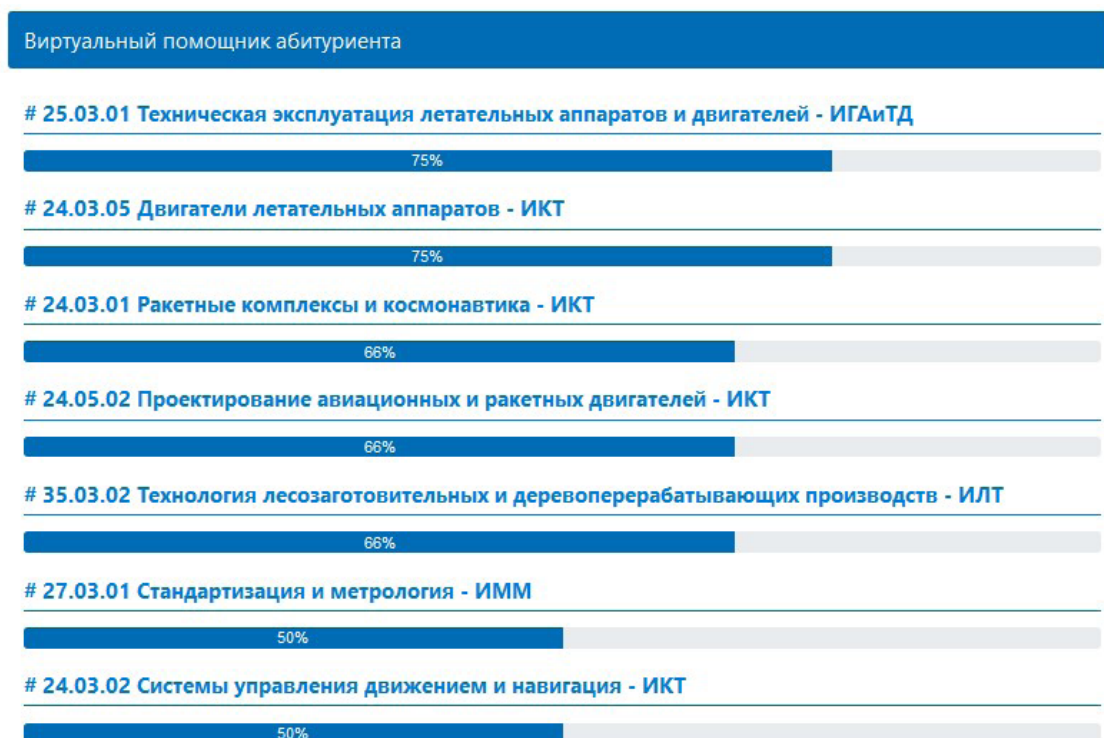 Виртуальный помощник абитуриента
# 25.03.01 Техническая эксплуатация летательных аппаратов и двигателей - ИГАиТД
75%
# 24.03.05 Двигатели летательных аппаратов - ИКТ
75%
# 24.03.01 Ракетные комплексы и космонавтика - ИКТ
66%
# 24.05.02 Проектирование авиационных и ракетных двигателей - ИКТ
66%
# 35.03.02 Технология лесозаготовительных и деревоперерабатывающих производств - ИЛТ
66%
# 27.03.01 Стандартизация и метрология - ИММ
50%
# 24.03.02 Системы управления движением и навигация - ИКТ
50%